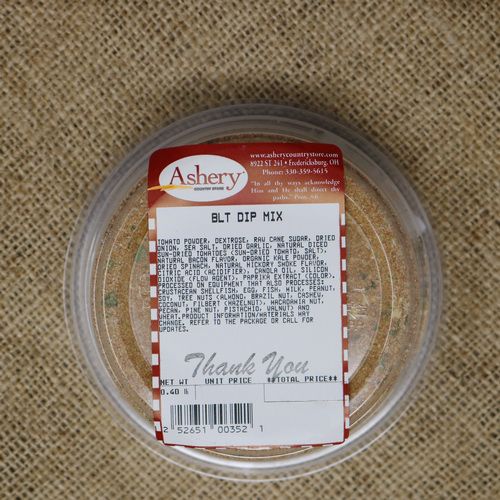 Ashery
COUNTRY STORE
www.asherycountrystore.com
8922 ST 241 • Fredericksburg, OH
Phone: 330-359-5615
"In all thy ways acknowledge
Him and He shall direct thy
paths." Prov. 3:6
BLT DIP MIX
TOMATO POWDER, DEXTROSE, RAW CANE SUGAR, DRIED
ONION, SEA SALT, DRIED GARLIC, NATURAL DICED
SUN-DRIED TOMATOES (SUN-DRIED TOMATO, SALT),
NATURAL BACON FLAVOR, ORGANIC KALE POWDER,
DRIED SPINACH, NATURAL HICKORY SMOKE FLAVOR,
CITRIC ACID (ACIDIFIER), CANOLA OIL, SILICON
DIOXIDE (FLOW AGENT), PAPRIKA EXTRACT (COLOR).
PROCESSED ON EQUIPMENT THAT ALSO PROCESSES:
CRUSTACEAN SHELLFISH, EGG, FISH, MILK, PEANUT,
SOY, TREE NUTS (ALMOND, BRAZIL NUT, CASHEW,
COCONUT, FILBERT (HAZELNUT), MACADAMIA NUT,
PECAN, PINE NUT, PISTACHIO, WALNUT) AND
WHEAT.PRODUCT INFORMATION/MATERIALS MAY
CHANGE. REFER TO THE PACKAGE OR CALL FOR
UPDATES.
Thank You
NET WT UNIT PRICE **TOTAL PRICE**
0.40 lb
2 52651 00352 1